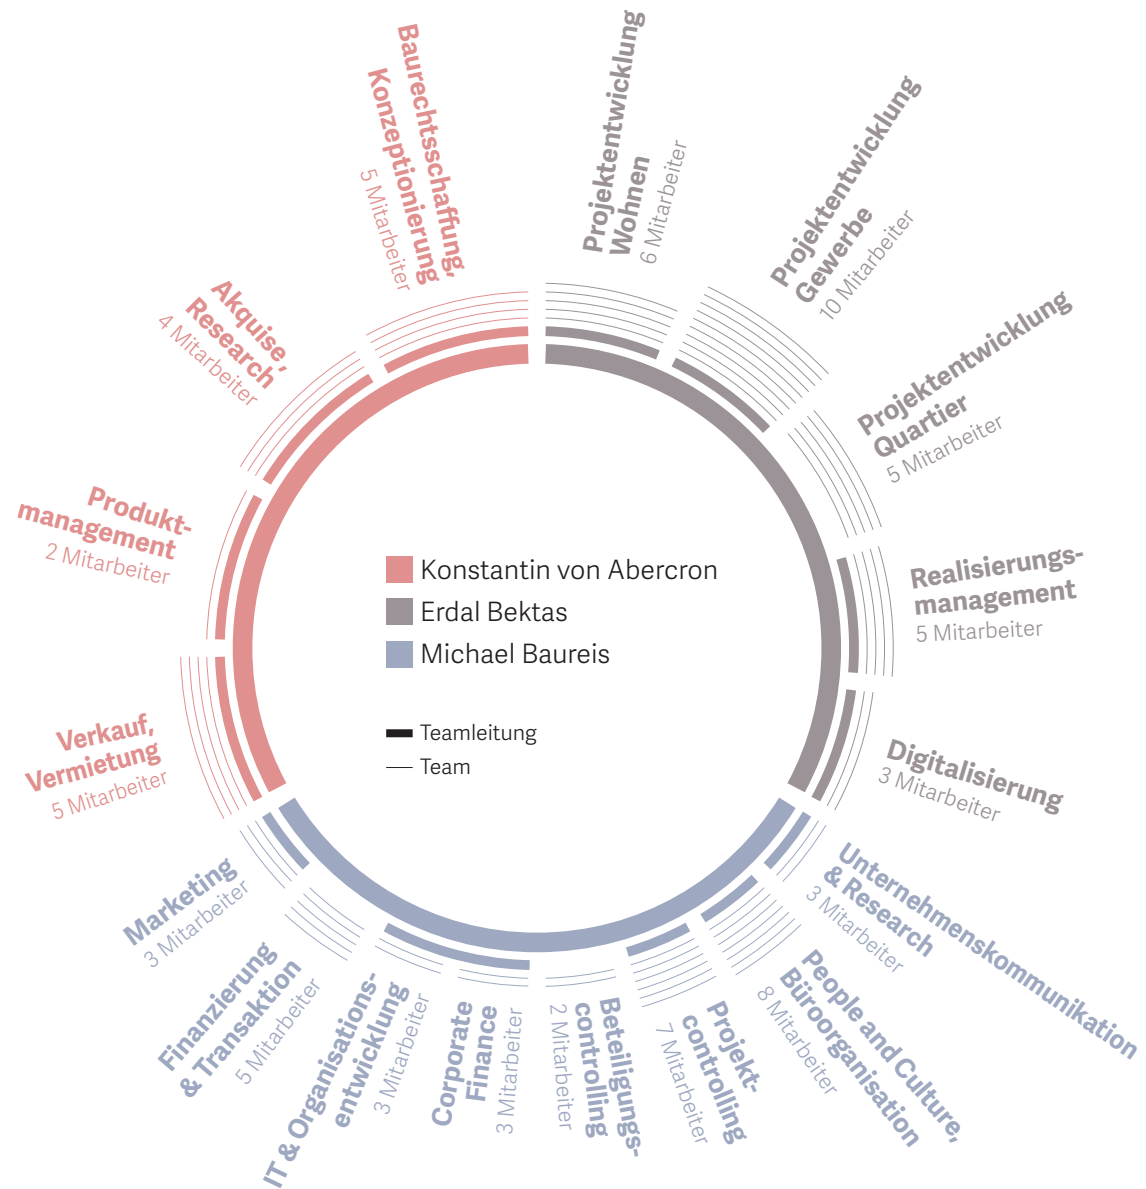 Baurechtsschaffung,
Konzeptionierung
5 Mitarbeiter
Projektentwicklung
Wohnen
6 Mitarbeiter
Projektentwicklung
Gewerbe
10 Mitarbeiter
Projektentwicklung
Quartier
5 Mitarbeiter
Realisierungs-
management
5 Mitarbeiter
Digitalisierung
3 Mitarbeiter
Unternehmenskommunikation
& Research
3 Mitarbeiter
People and Culture,
Büroorganisation
8 Mitarbeiter
Projekt-
controlling
7 Mitarbeiter
Beteiligungs-
controlling
2 Mitarbeiter
Corporate
Finance
3 Mitarbeiter
IT & Organisations-
entwicklung
3 Mitarbeiter
Finanzierung
& Transaktion
5 Mitarbeiter
Marketing
3 Mitarbeiter
Verkauf,
Vermietung
5 Mitarbeiter
Produkt-
management
2 Mitarbeiter
Akquise,
Research
4 Mitarbeiter
Konstantin von Abercron
Erdal Bektas
Michael Baureis
Teamleitung
Team